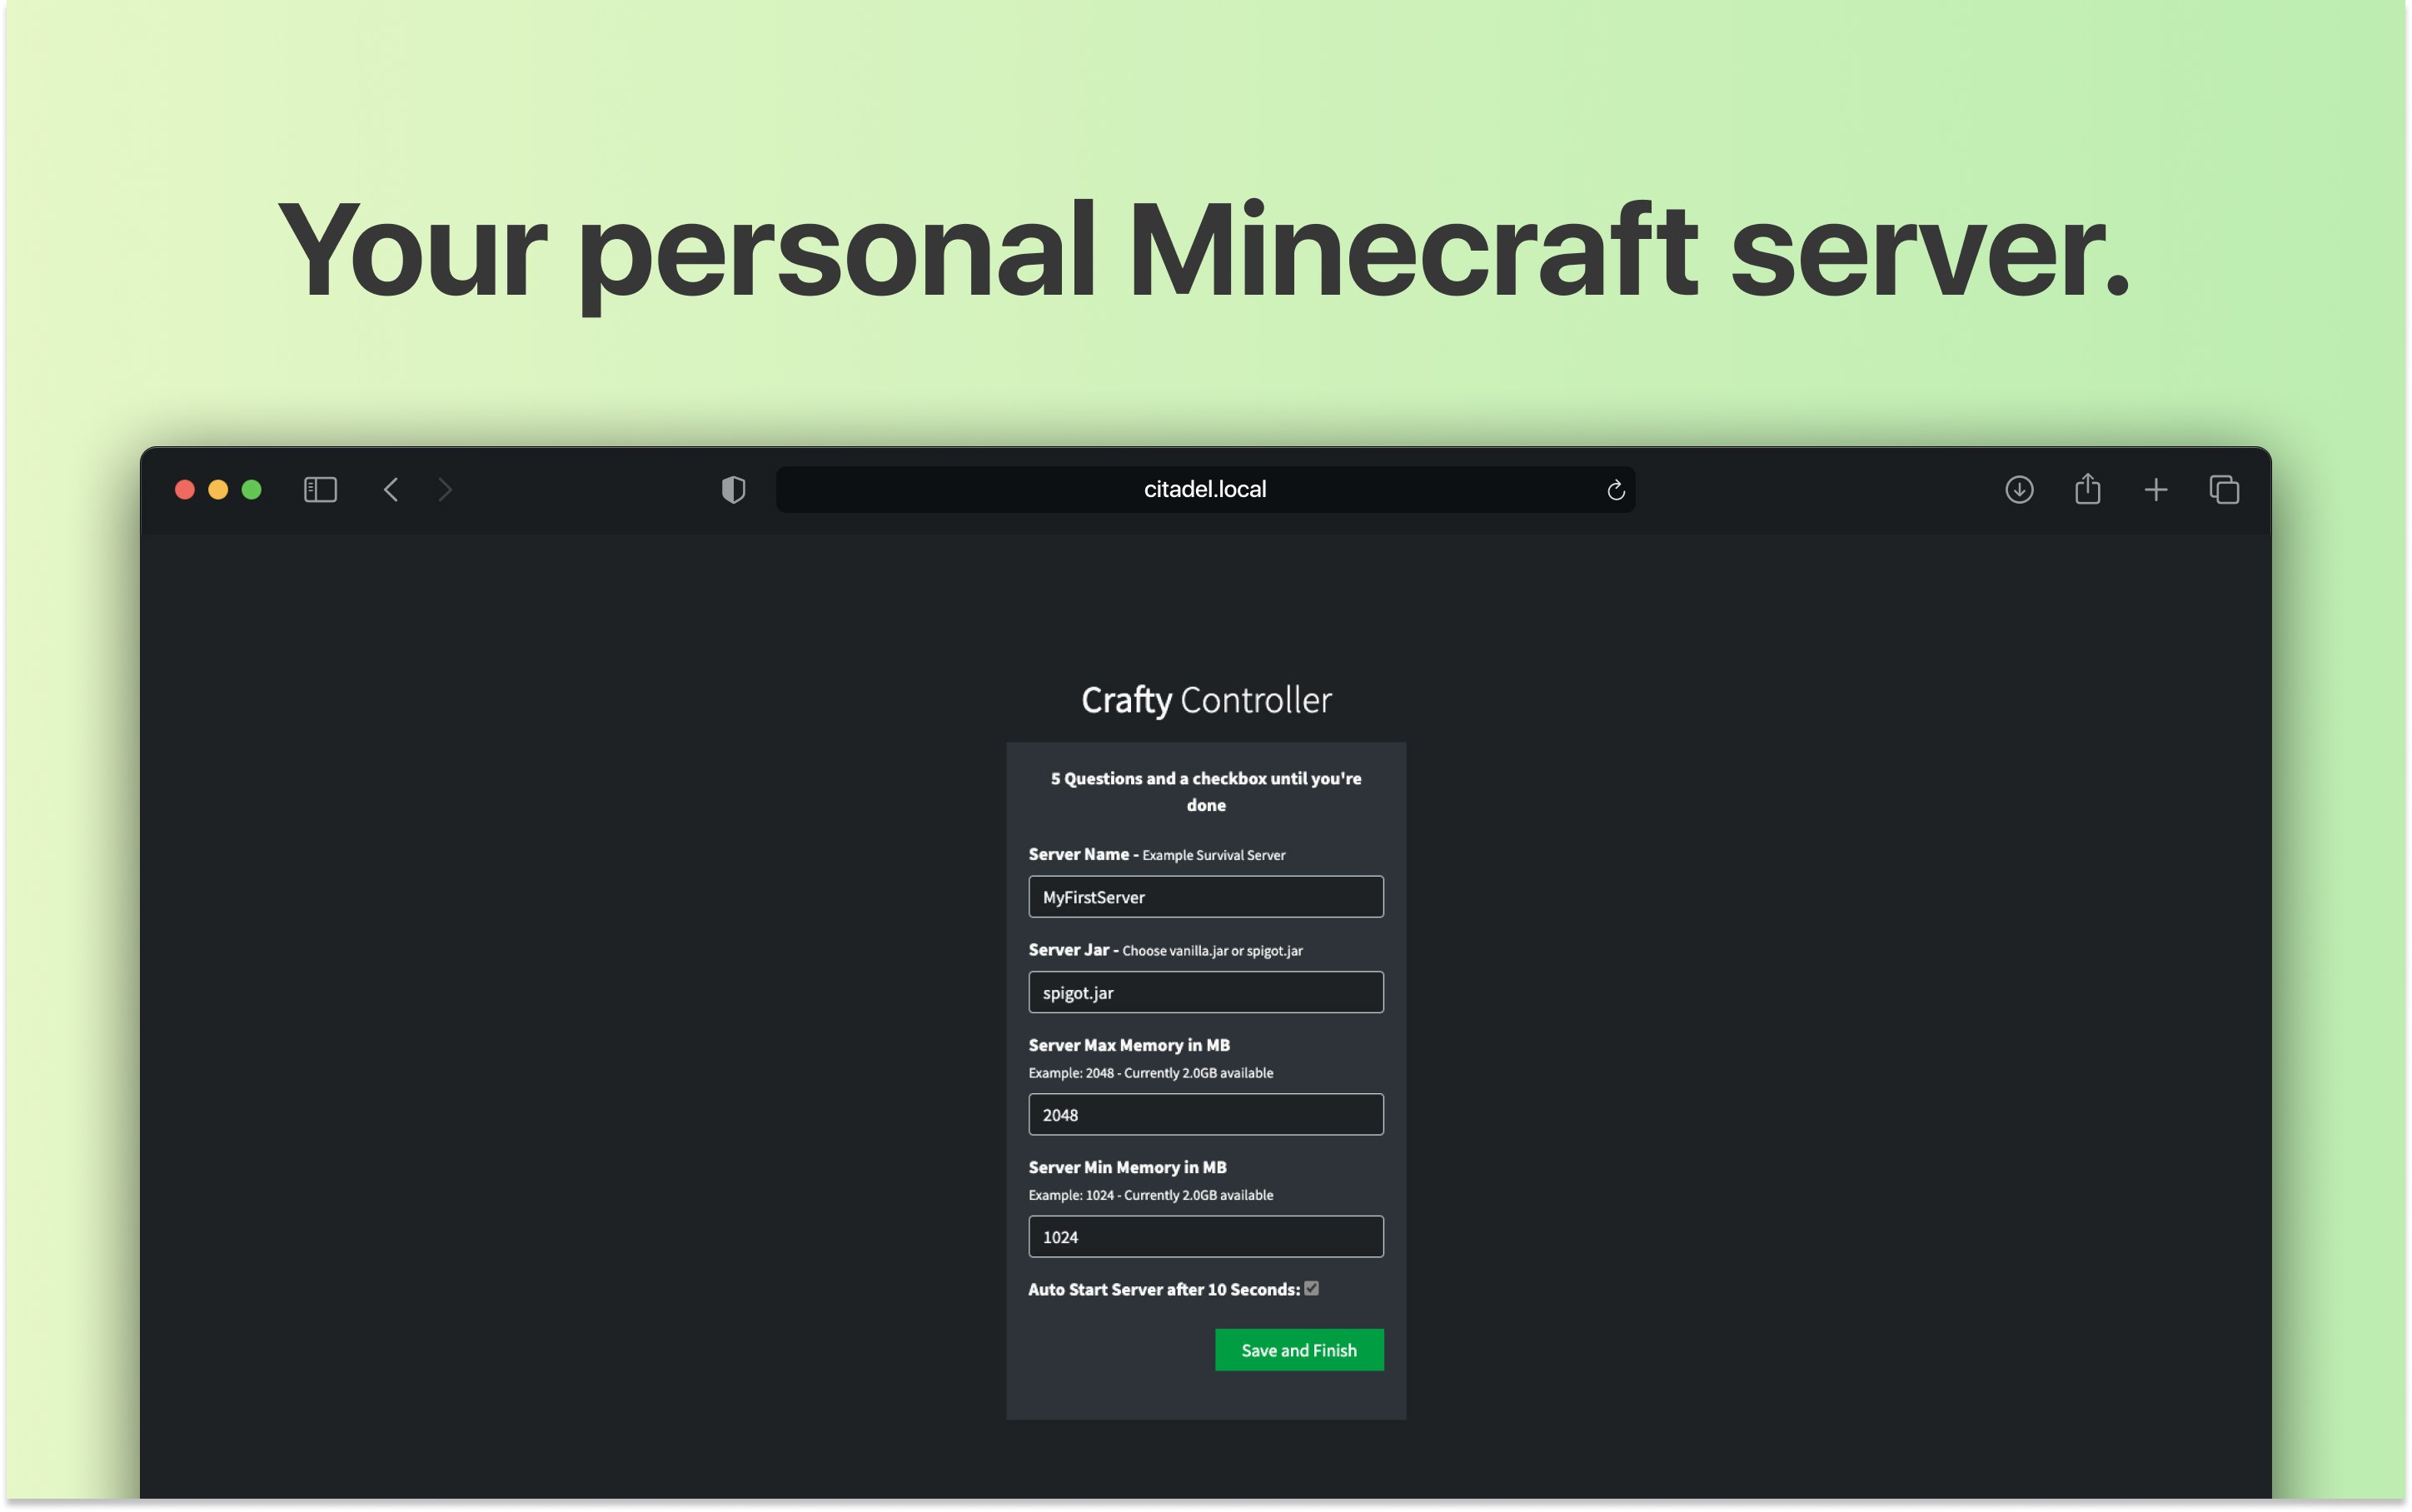 Your personal Minecraft server.
citadel.local
Crafty Controller
5 Questions and a checkbox until you're
done
Server Name - Example Survival Server
MyFirstServer
Server Jar - Choose vanilla.jar or spigot.jar
spigot.jar
Server Max Memory in MB
Example: 2048 - Currently 2.0GB available
2048
Server Min Memory in MB
Example: 1024 - Currently 2.0GB available
1024
Auto Start Server after 10 Seconds:
Save and Finish